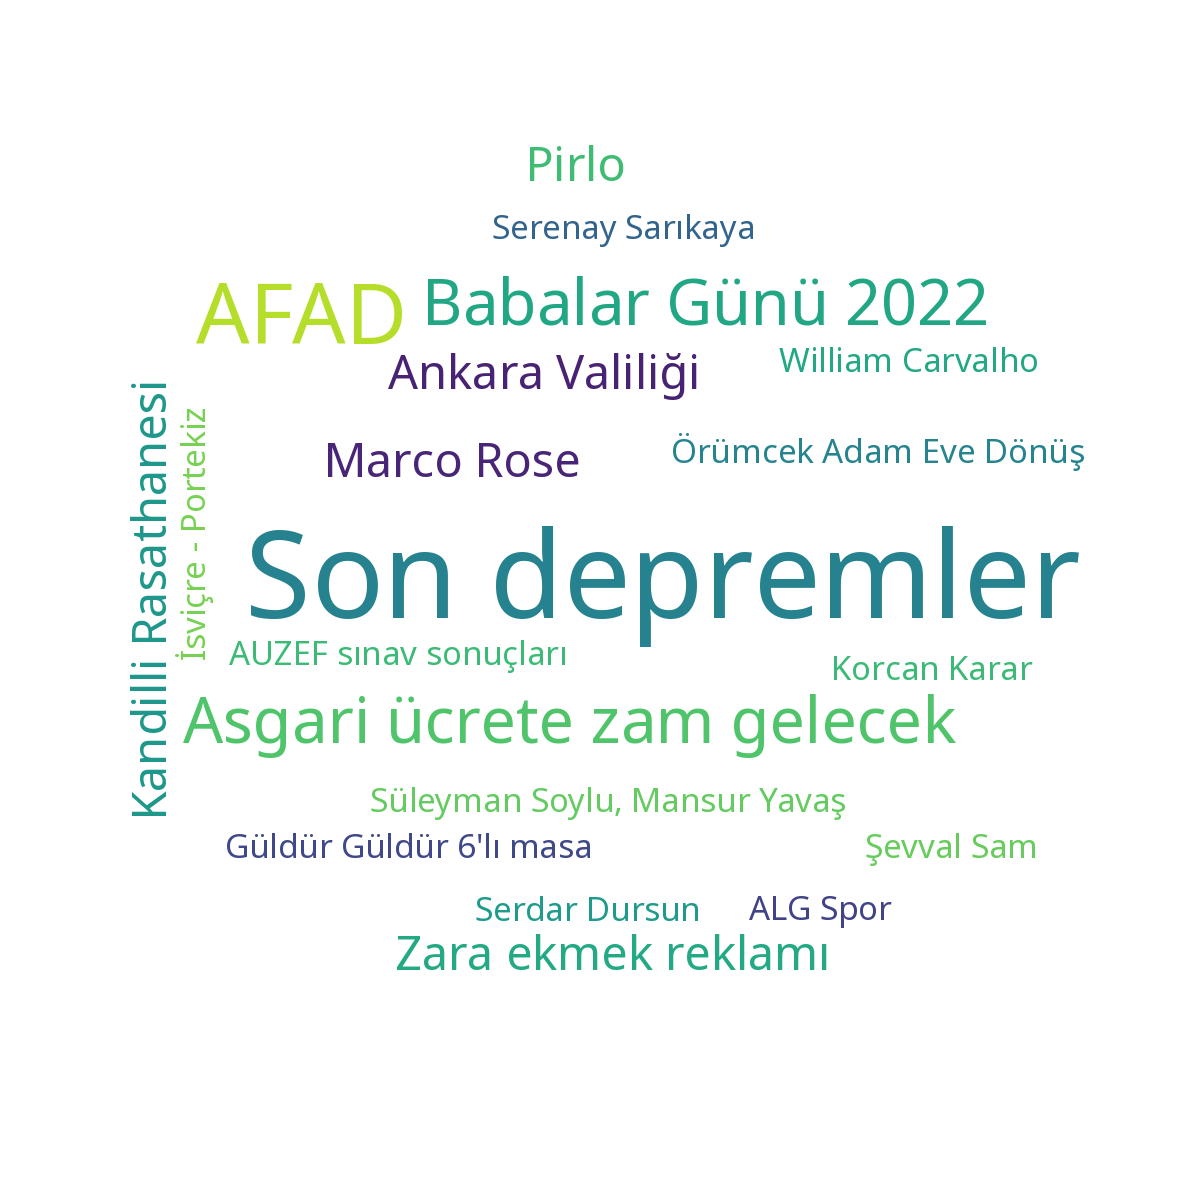 Pirlo
Serenay Sarıkaya
AFAD
Babalar Günü 2022
Ankara Valiliği
William Carvalho
Kandilli Rasathanesi
İsviçre - Portekiz
Marco Rose
Örümcek Adam Eve Dönüş
Son depremler
AUZEF sınav sonuçları
Korcan Karar
Asgari ücrete zam gelecek
Süleyman Soylu, Mansur Yavaş
Güldür Güldür 6'lı masa
Şevval Sam
Serdar Dursun
ALG Spor
Zara ekmek reklamı